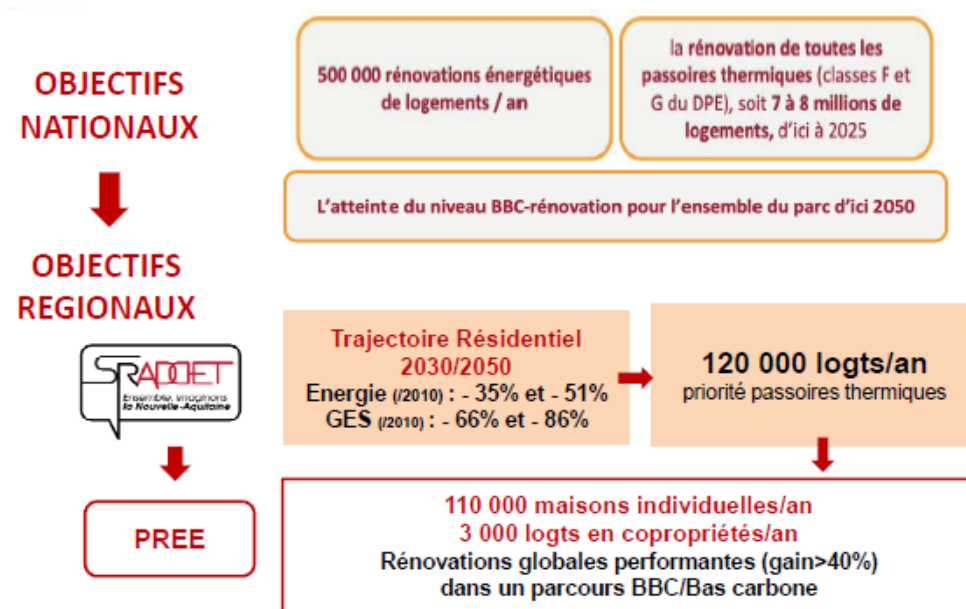 OBJECTIFS
NATIONAUX
500 000 rénovations énergétiques
de logements / an
la rénovation de toutes les
passoires thermiques (classes F et
G du DPE), soit 7 à 8 millions de
logements, d'ici à 2025
L'atteinte du niveau BBC-rénovation pour l'ensemble du parc d'ici 2050
OBJECTIFS
REGIONAUX
SRADDET
Ensemble, imaginons
la Nouvelle-Aquitaine
Trajectoire Résidentiel
2030/2050
Energie (/2010) : - 35% et - 51%
GES (/2010) : - 66% et - 86%
120 000 logts/an
priorité passoires thermiques
PREE
110 000 maisons individuelles/an
3 000 logts en copropriétés/an
Rénovations globales performantes (gain>40%)
dans un parcours BBC/Bas carbone